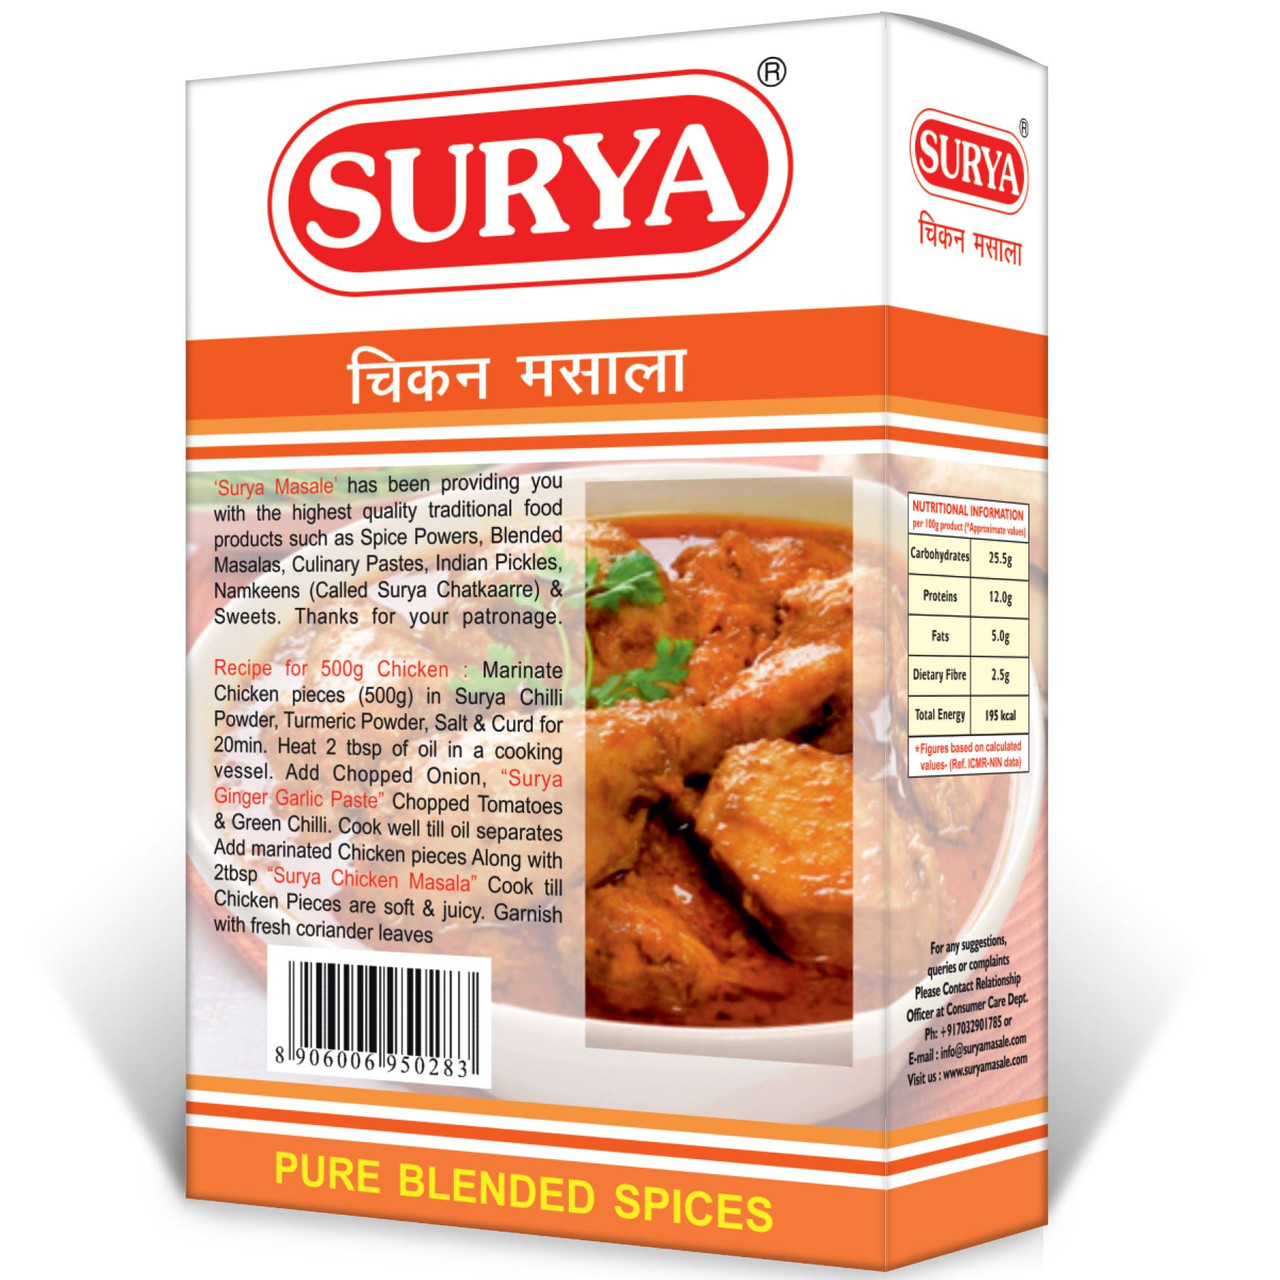 SURYA®
चिकन मसाला
‘Surya Masale’ has been providing you
with the highest quality traditional food
products such as Spice Powers, Blended
Masalas, Culinary Pastes, Indian Pickles,
Namkeens (Called Surya Chatkaarre) &
Sweets. Thanks for your patronage.
Recipe for 500g Chicken : Marinate
Chicken pieces (500g) in Surya Chilli
Powder, Turmeric Powder, Salt & Curd for
20min. Heat 2 tbsp of oil in a cooking
vessel. Add Chopped Onion, “Surya
Ginger Garlic Paste” Chopped Tomatoes
& Green Chilli. Cook well till oil separates
Add marinated Chicken pieces Along with
2tbsp “Surya Chicken Masala” Cook till
Chicken Pieces are soft & juicy. Garnish
with fresh coriander leaves
8 906006 950283
PURE BLENDED SPICES
SURYA®
चिकन मसाला
NUTRITIONAL INFORMATION
per 100g product (*Approximate values)
Carbohydrates 25.5g
Proteins 12.0g
Fats 5.0g
Dietary Fibre 2.5g
Total Energy 195 kcal
*Figures based on calculated
values- (Ref. ICMR-NIN data)
For any suggestions,
queries or complaints
Please Contact Relationship
Officer at Consumer Care Dept.
Ph: +917032901785 or
E-mail : info@suryamasale.com
Visit us : www.suryamasale.com